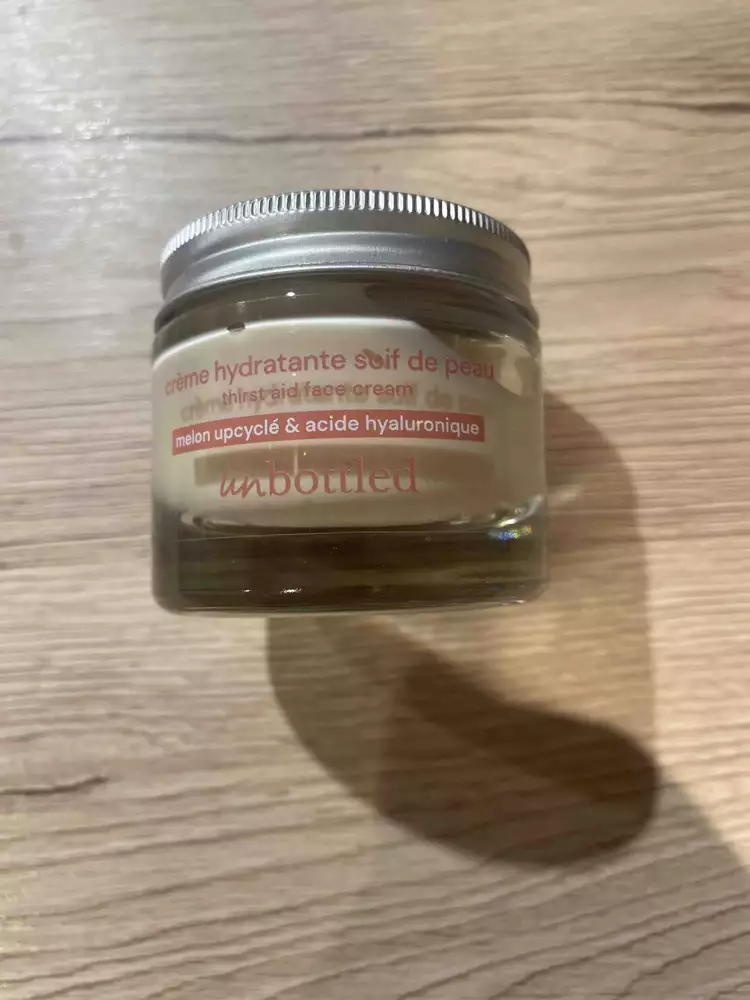 crème hydratante soif de peau
thirst aid face cream
melon upcyclé & acide hyaluronique
unbottled